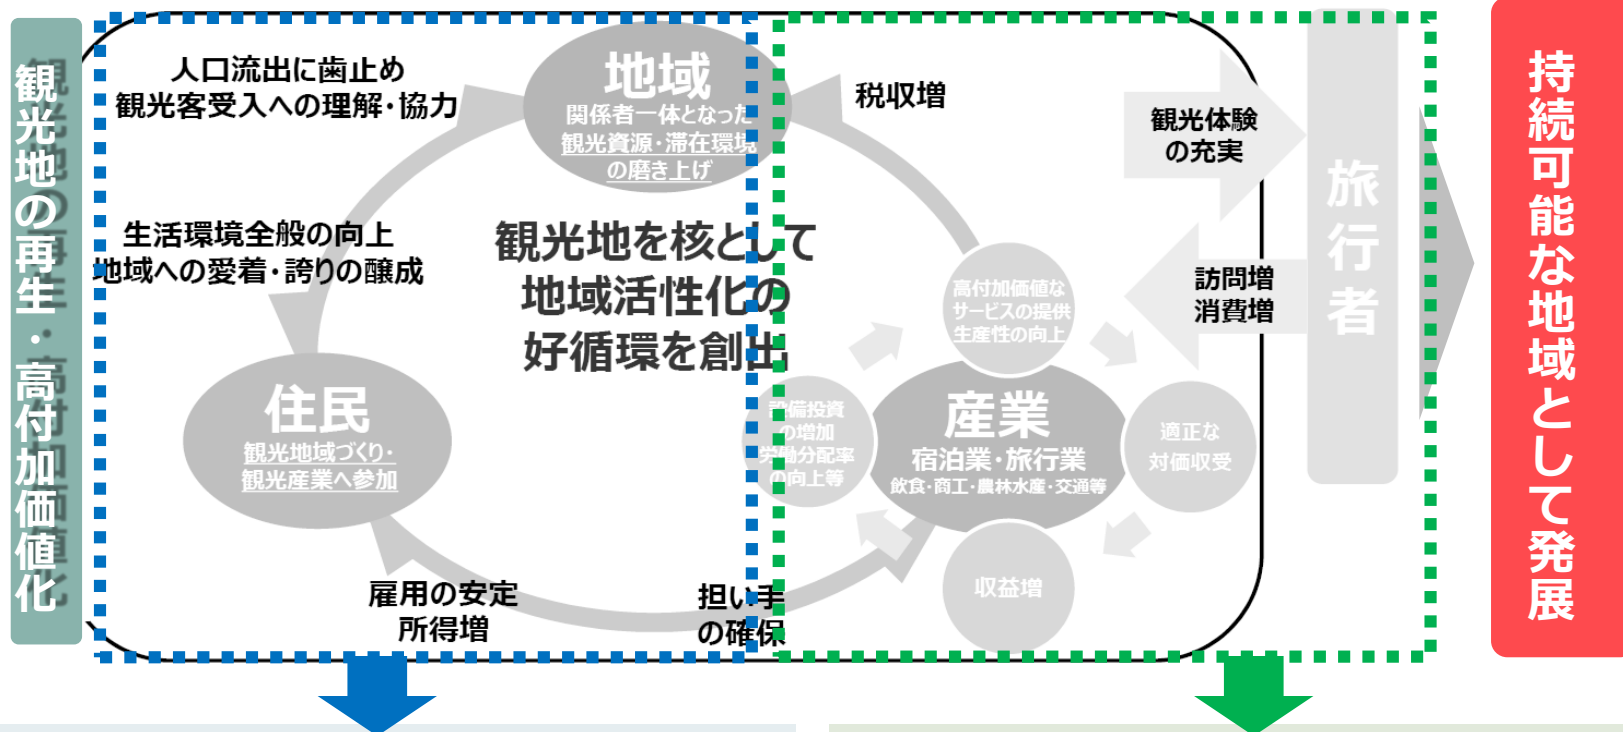 観光地の再生・高付加価値化
人口流出に歯止め
観光客受入への理解・協力
地域
関係者一体となった
観光資源・滞在環境
の磨き上げ
税収増
観光体験
の充実
旅行者
持続可能な地域として発展
生活環境全般の向上
地域への愛着・誇りの醸成
観光地を核として
地域活性化の
好循環を創出
訪問増
消費増
高付加価値な
サービスの提供
生産性の向上
住民
観光地域づくり・
観光産業へ参加
設備投資
の増加
労働分配率
の向上等
産業
宿泊業・旅行業
飲食・商工・農林水産・交通等
適正な
対価収受
収益増
雇用の安定
所得増
担い手
の確保